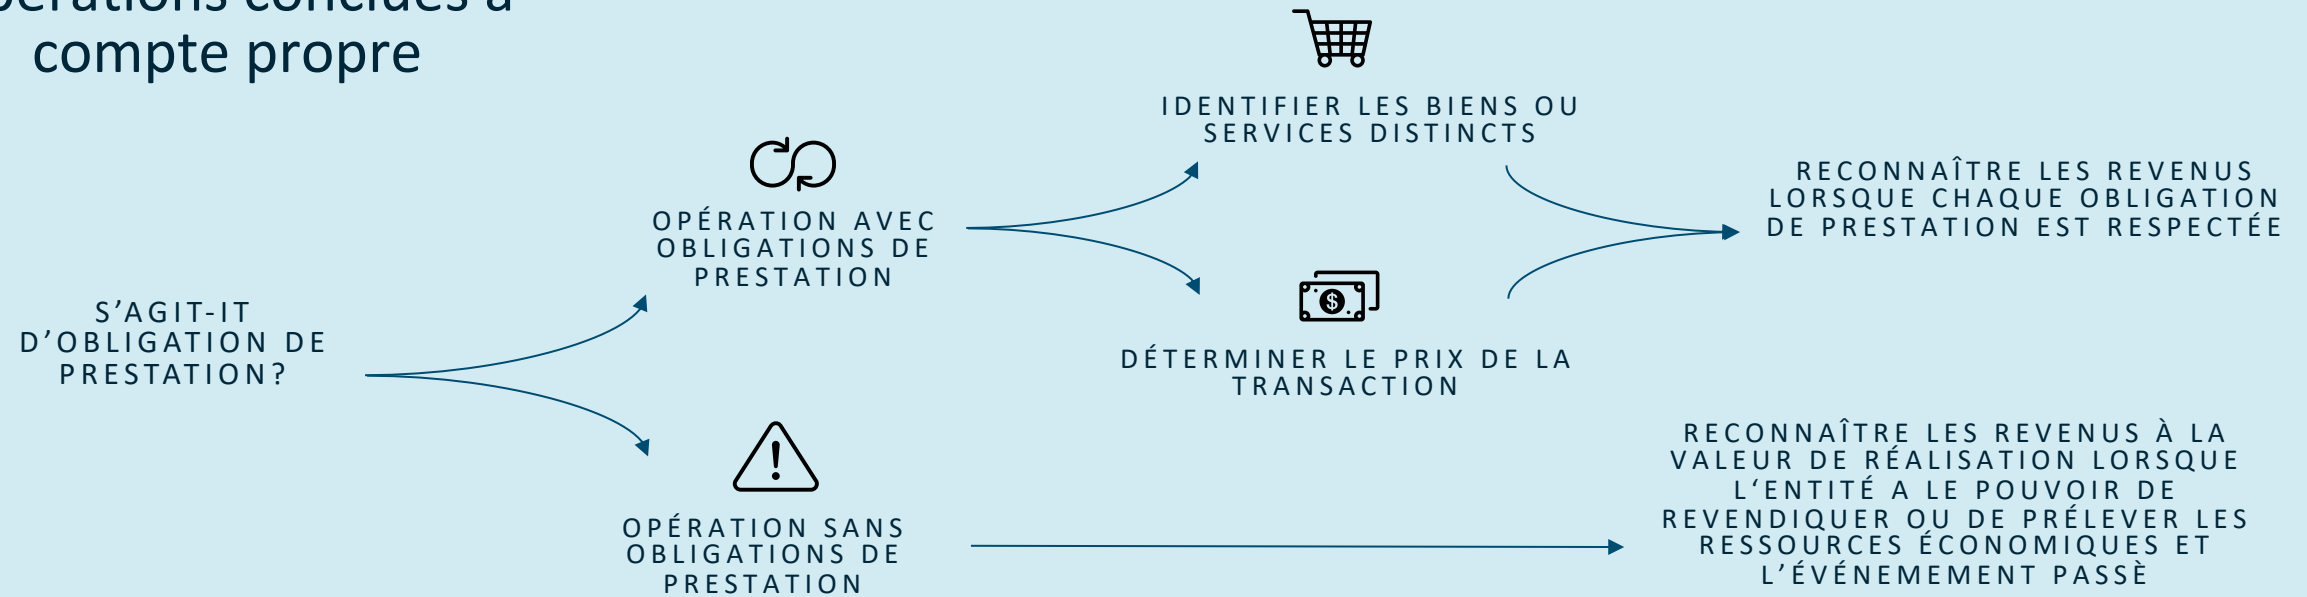 conclues à
compte propre
IDENTIFIER LES BIENS OU
SERVICES DISTINCTS
OPÉRATION AVEC
OBLIGATIONS DE
PRESTATION
RECONNAÎTRE LES REVENUS
LORSQUE CHAQUE OBLIGATION
DE PRESTATION EST RESPECTÉE
S’AGIT-IT
D’OBLIGATION DE
PRESTATION?
DÉTERMINER LE PRIX DE LA
TRANSACTION
OPÉRATION SANS
OBLIGATIONS DE
PRESTATION
RECONNAÎTRE LES REVENUS À LA
VALEUR DE RÉALISATION LORSQUE
L‘ENTITÉ A LE POUVOIR DE
REVENDIQUER OU DE PRÉLEVER LES
RESSOURCES ÉCONOMIQUES ET
L’ÉVÉNEMEMENT PASSÈ